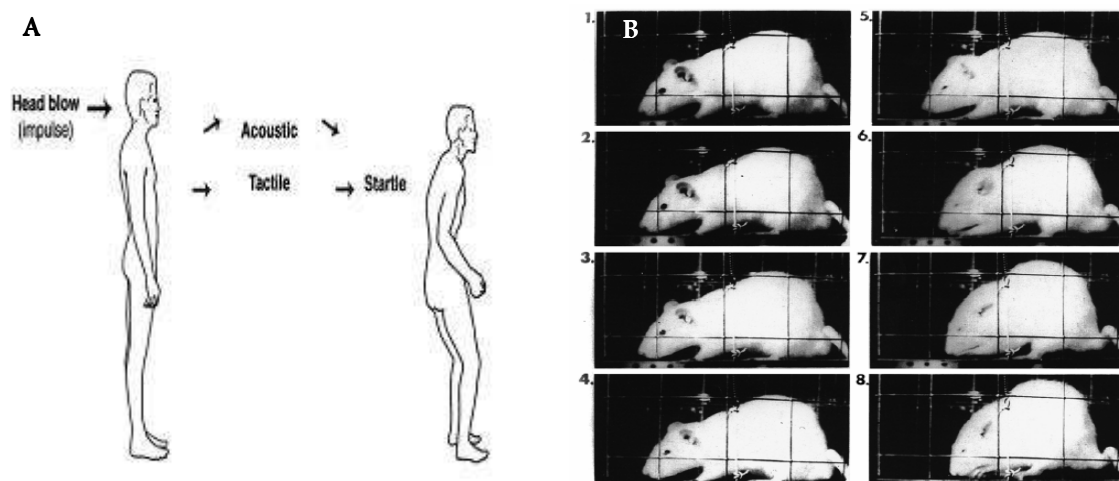 A
Head blow
(impulse)
Acoustic
Tactile
Startle
B
1.
2.
3.
4.
5.
6.
7.
8.